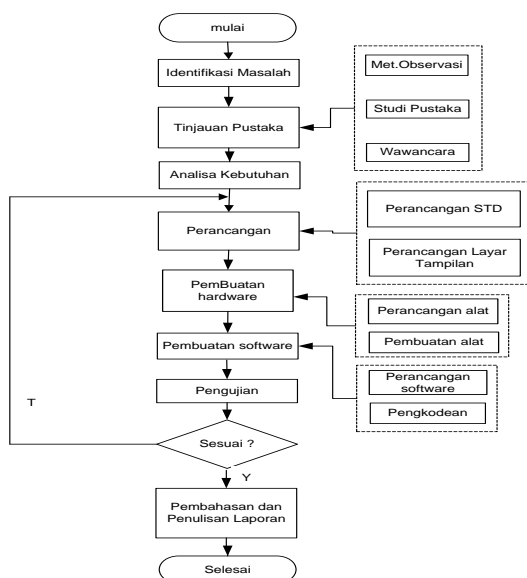 mulai
Identifikasi Masalah
Met.Observasi
Tinjauan Pustaka
Studi Pustaka
Wawancara
Analisa Kebutuhan
Perancangan STD
Perancangan
Perancangan Layar
Tampilan
PemBuatan
hardware
Perancangan alat
Pembuatan alat
Pembuatan software
Perancangan
software
Pengujian
Pengkodean
T
Sesuai ?
Y
Pembahasan dan
Penulisan Laporan
Selesai